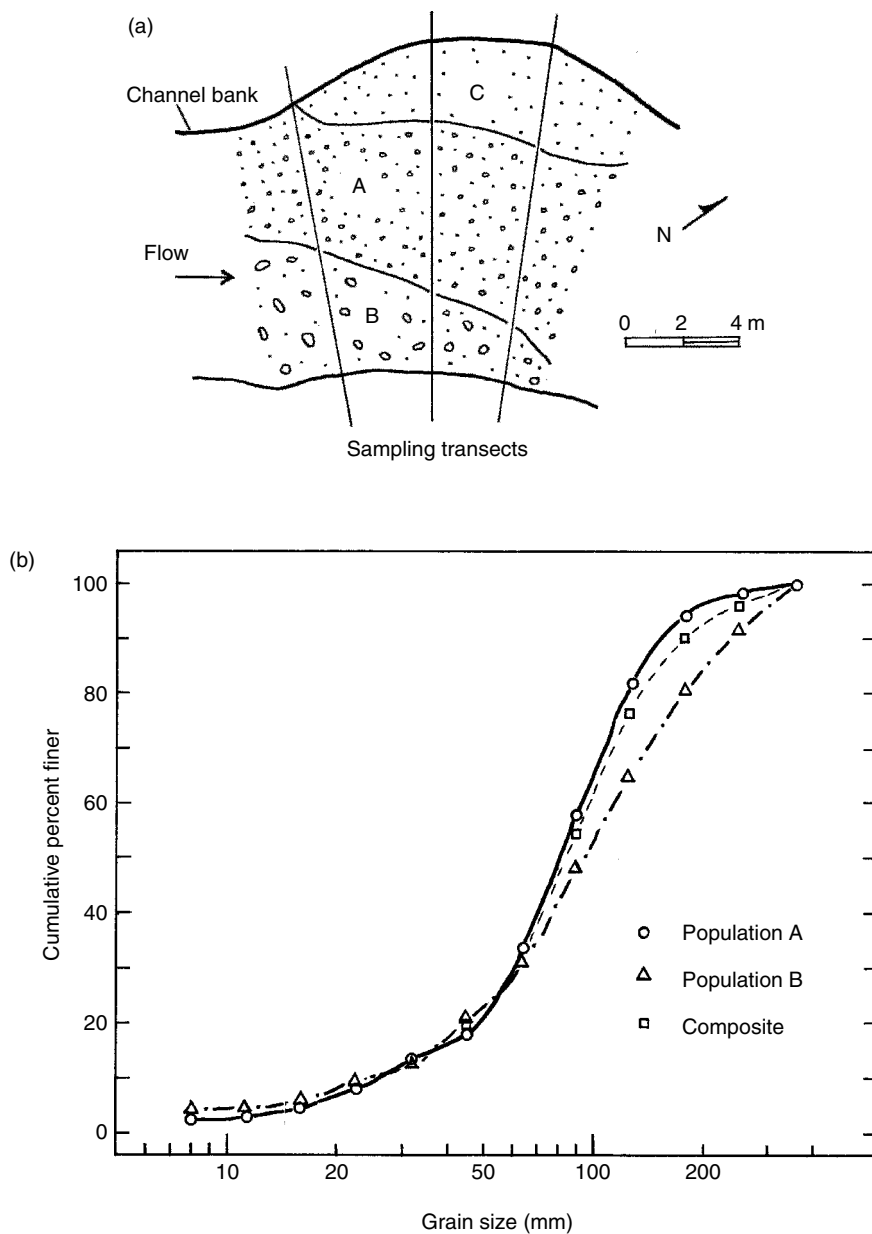 (a)
Channel bank
C
A
N
Flow
B
0 2 4 m
Sampling transects
(b)
100
80
60
40
20
0
Cumulative percent finer
Population A
Population B
Composite
10 20 50 100 200
Grain size (mm)